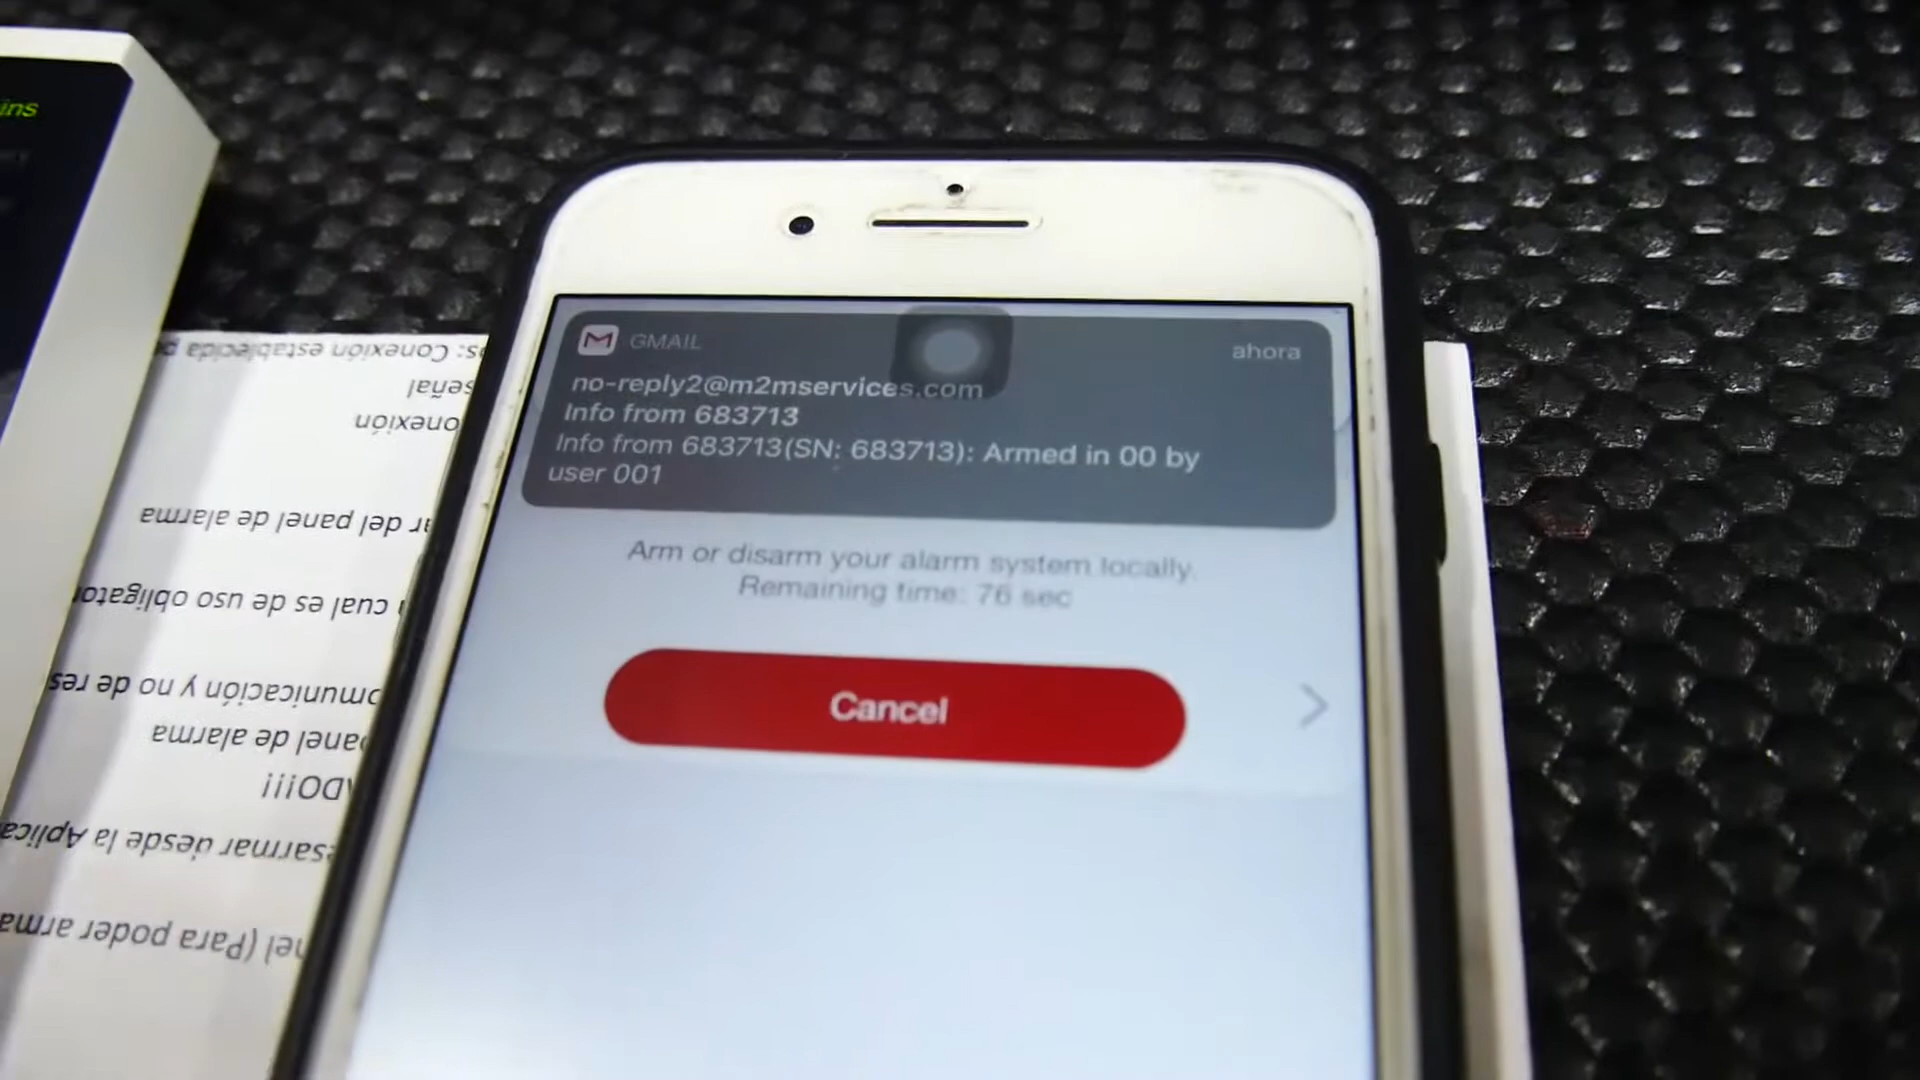 GMAIL
ahora
no-reply2@m2mservices.com
Info from 683713
Info from 683713(SN: 683713): Armed in 00 by
user 001
Arm or disarm your alarm system locally.
Remaining time: 76 sec
Cancel
nel (Para poder arma
esarmar desde la Aplica
ADO!!!
panel de alarma
omunicación y no de res
cual es de uso obligator
ar del panel de alarma
onexión
señal
s: Conexión establecida
ins